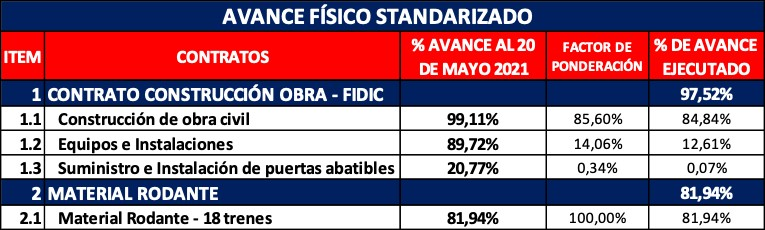 AVANCE FÍSICO STANDARIZADO
ITEM CONTRATOS % AVANCE AL 20 DE MAYO 2021 FACTOR DE PONDERACIÓN % DE AVANCE EJECUTADO
1 CONTRATO CONSTRUCCIÓN OBRA - FIDIC 97,52%
1.1 Construcción de obra civil 99,11% 85,60% 84,84%
1.2 Equipos e Instalaciones 89,72% 14,06% 12,61%
1.3 Suministro e Instalación de puertas abatibles 20,77% 0,34% 0,07%
2 MATERIAL RODANTE 81,94%
2.1 Material Rodante - 18 trenes 81,94% 100,00% 81,94%